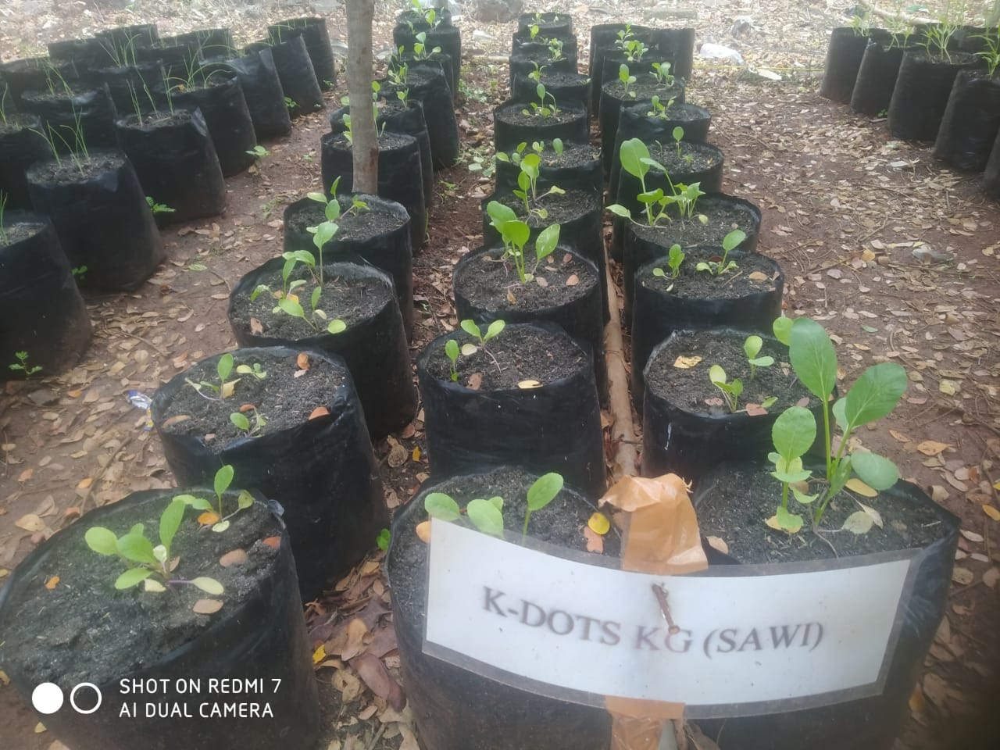 K-DOTS KG (SAWI)
SHOT ON REDMI 7
AI DUAL CAMERA